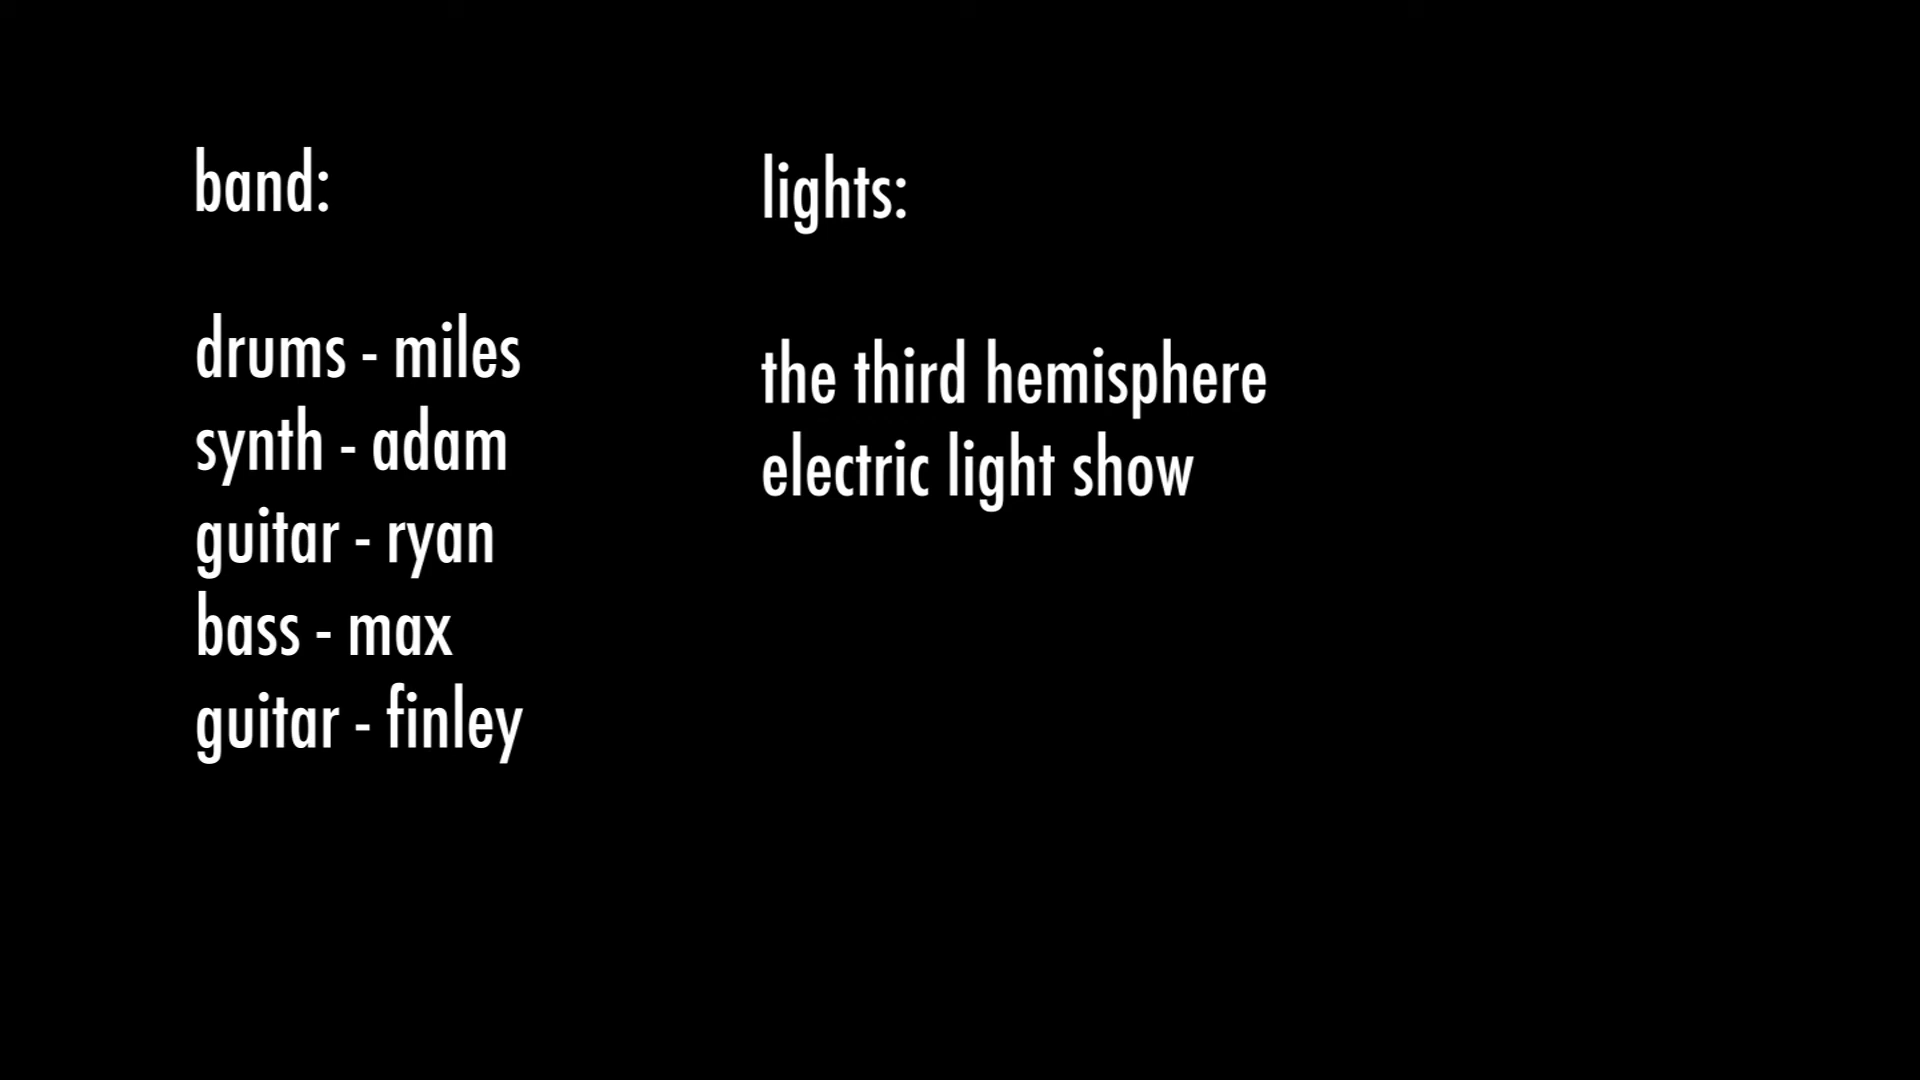 band:
drums - miles
synth - adam
guitar - ryan
bass - max
guitar - finley
lights:
the third hemisphere
electric light show